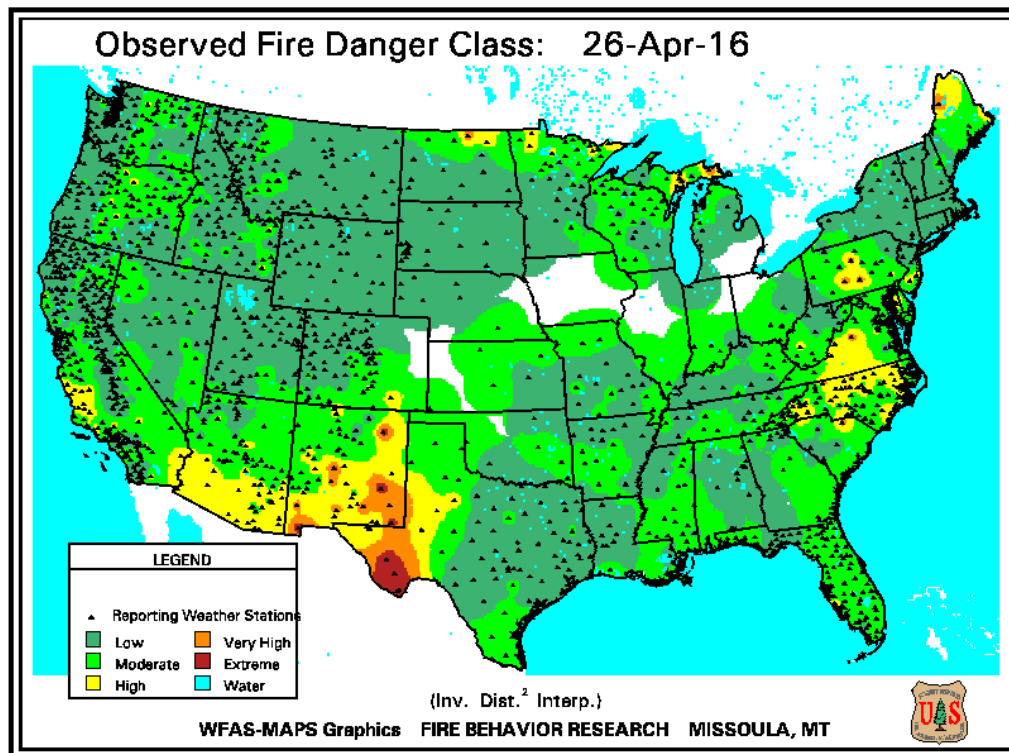 Observed Fire Danger Class: 26-Apr-16
LEGEND
Reporting Weather Stations
Low
Very High
Moderate
Extreme
High
Water
(Inv. Dist.² Interp.)
WFAS-MAPS Graphics FIRE BEHAVIOR RESEARCH MISSOULA, MT
U S